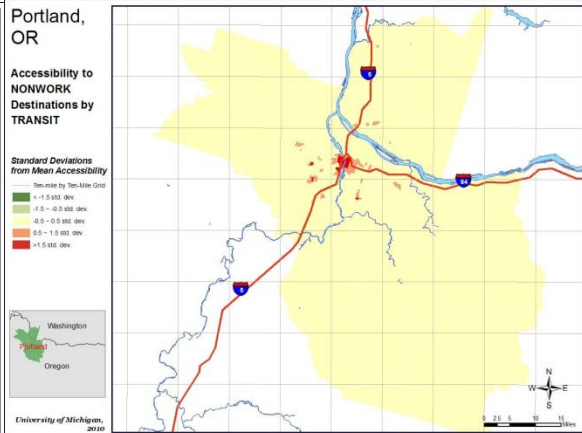 Portland,
OR
Accessibility to
NONWORK
Destinations by
TRANSIT
Standard Deviations
from Mean Accessibility
Ten-mile by Ten-Mile Grid
< -1.5 std. dev.
-1.5 - -0.5 std. dev.
-0.5 - 0.5 std. dev.
0.5 - 1.5 std. dev.
>1.5 std. dev.
Washington
Portland
Oregon
University of Michigan,
2010
5
84
5
N
W E
S
0 2.5 5 10 15
Miles